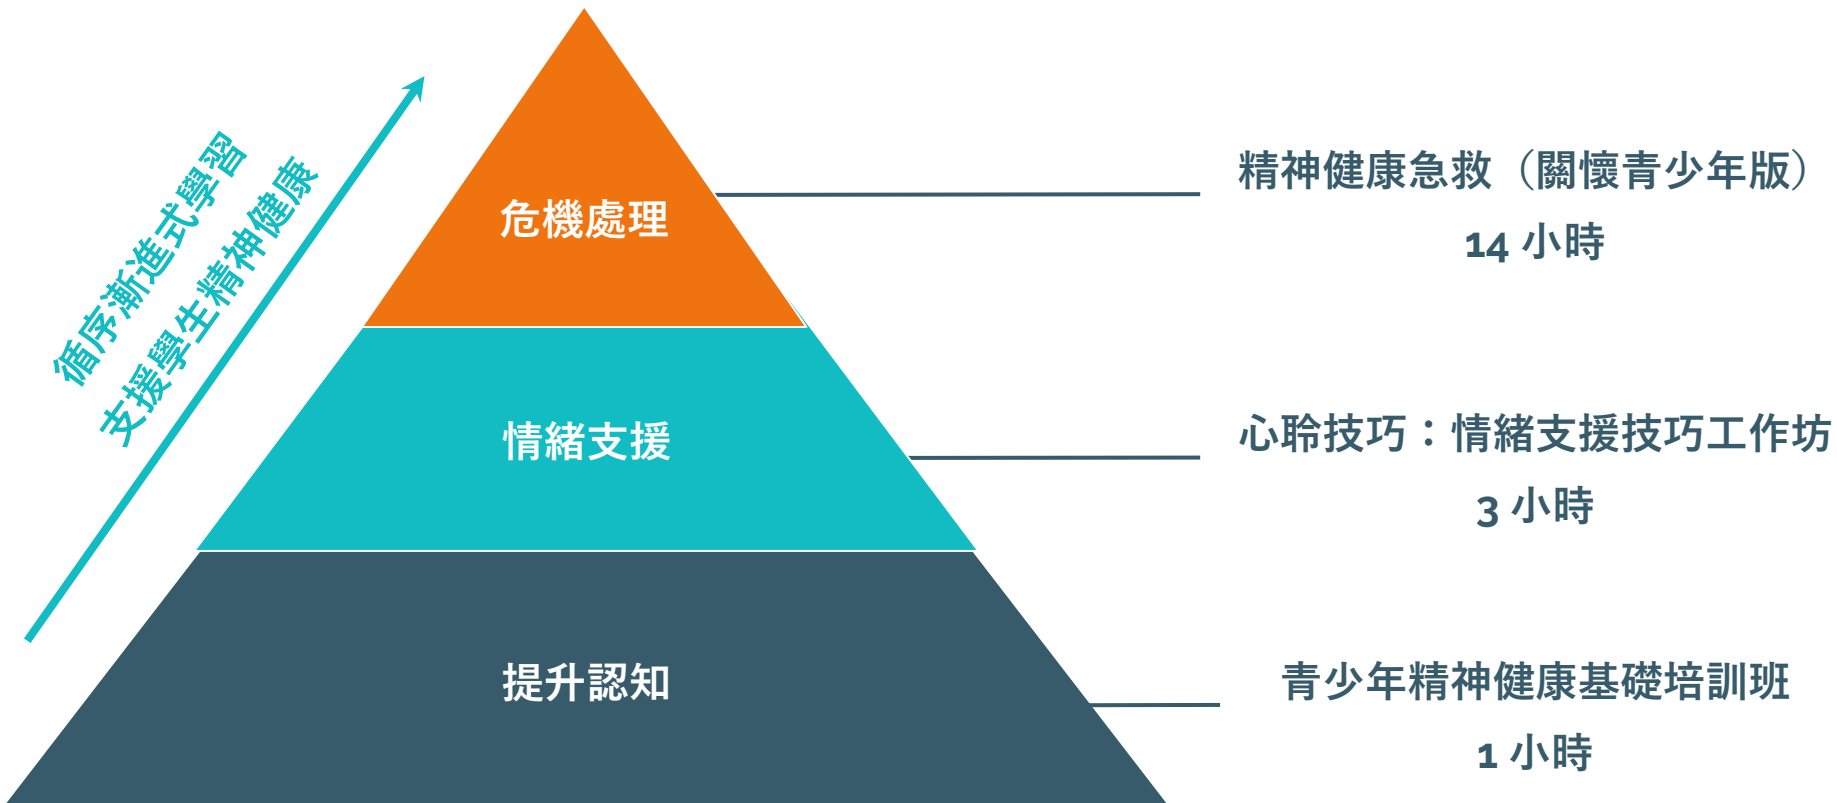 循序漸進式學習
支援學生精神健康
危機處理
精神健康急救（關懷青少年版）
14 小時
情緒支援
心聆技巧：情緒支援技巧工作坊
3 小時
提升認知
青少年精神健康基礎培訓班
1 小時